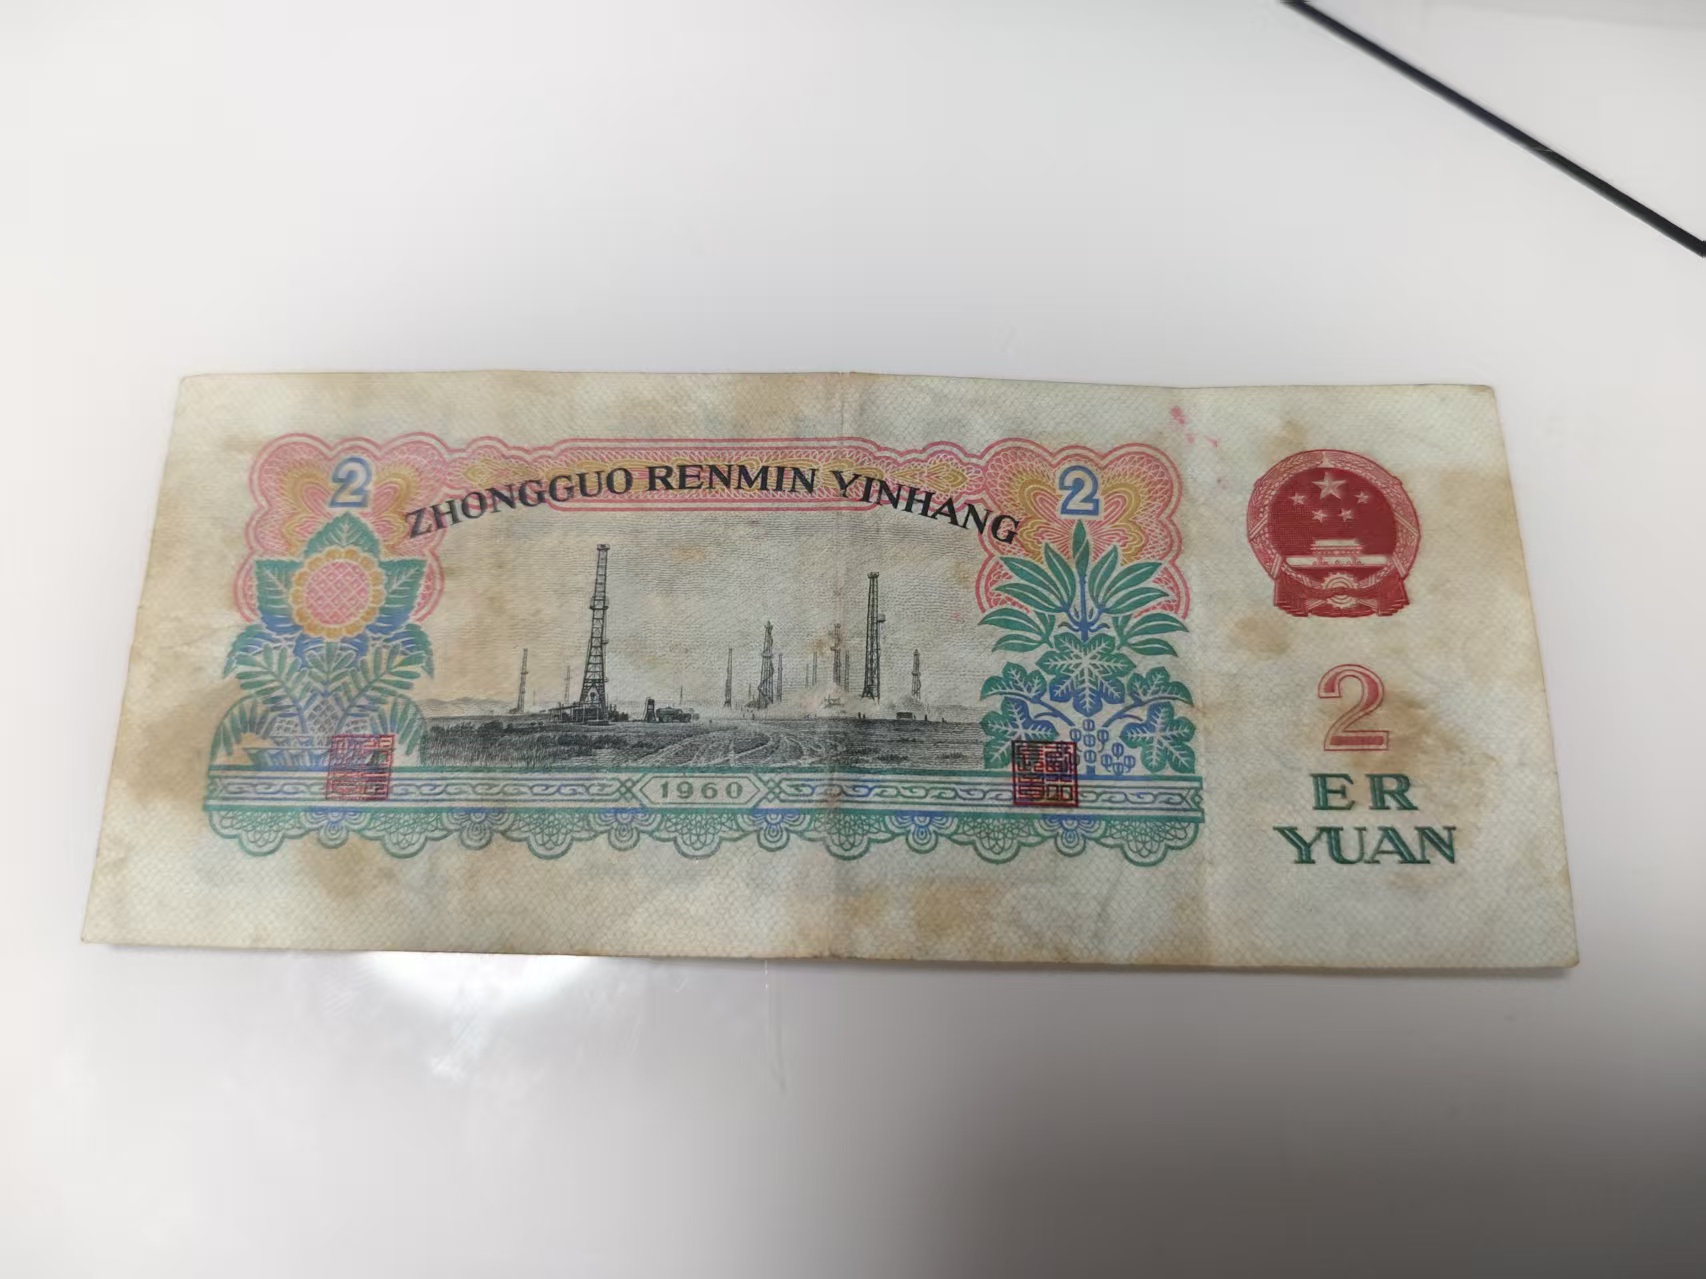 2
2
ZHONGGUO RENMIN YINHANG
1960
2
ER
YUAN